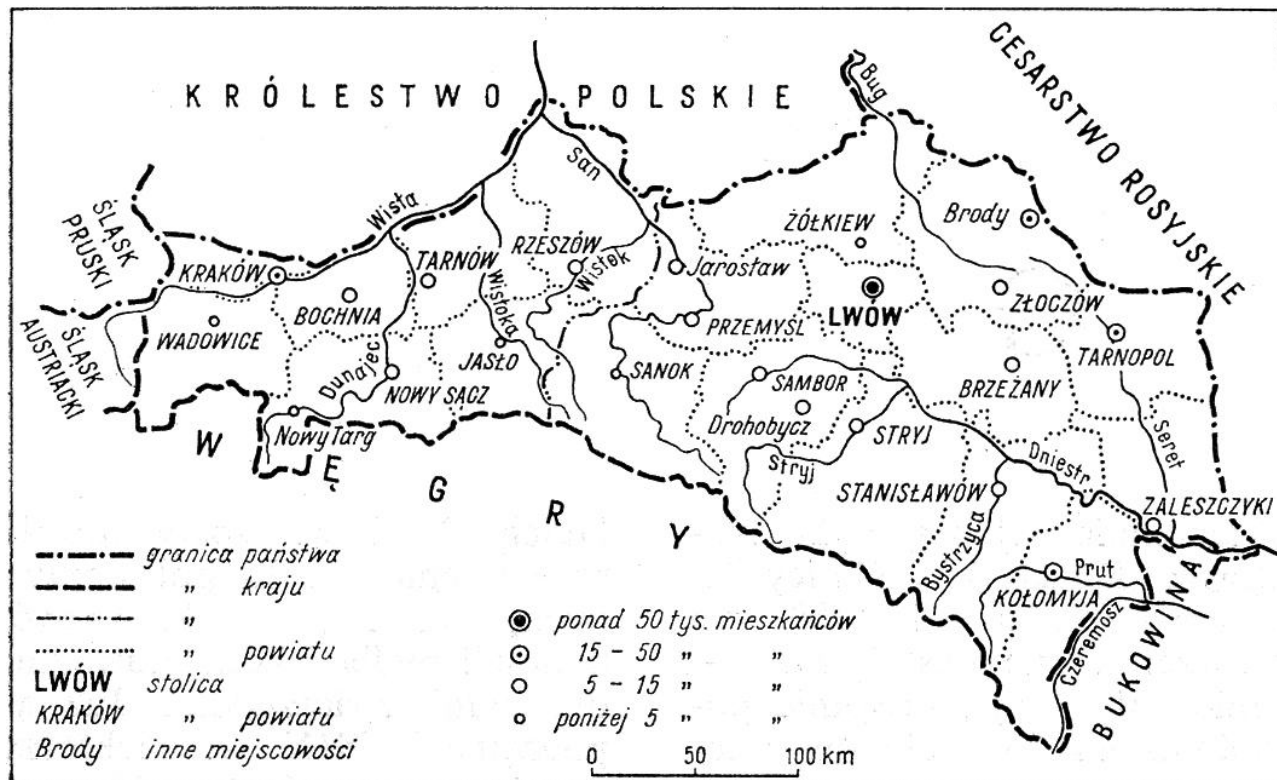 KRÓLESTWO POLSKIE
CESARSTWO ROSYJSKIE
ŚLĄSK PRUSKI
ŚLĄSK AUSTRIACKI
WĘGRY
BUKOWINA
Bug
San
Wisła
Brody
ŻÓŁKIEW
RZESZÓW
Wisłok
Jarosław
KRAKÓW
TARNÓW
BOCHNIA
Wisłoka
LWÓW
ZŁOCZÓW
WADOWICE
PRZEMYŚL
TARNOPOL
Dunajec
JASŁO
NOWY SĄCZ
SANOK
SAMBOR
BRZEŻANY
Nowy Targ
Drohobycz
STRYJ
Stryj
Seret
Dniestr
STANISŁAWÓW
ZALESZCZYKI
Bystrzyca
Prut
KOŁOMYJA
Czeremosz
granica państwa
" kraju
"
" powiatu
LWÓW stolica
KRAKÓW " powiatu
Brody inne miejscowości
ponad 50 tys. mieszkańców
15 – 50 " "
5 – 15 " "
poniżej 5 " "
0 50 100 km